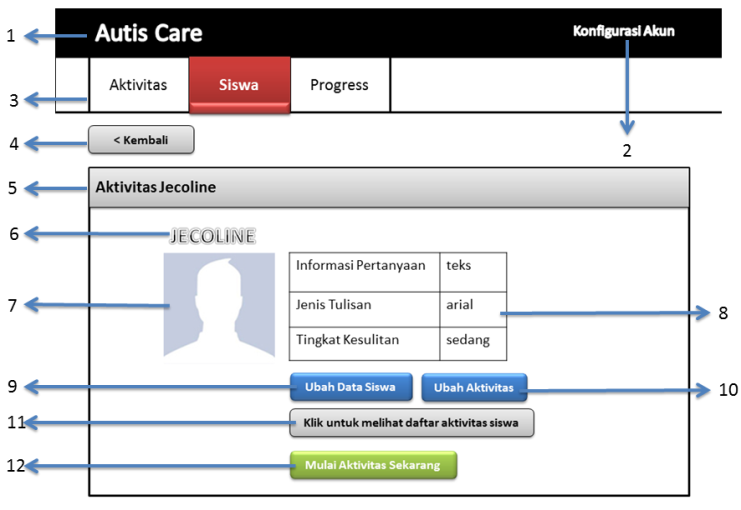 1
Autis Care
Konfigurasi Akun
Aktivitas
Siswa
Progress
3
4
< Kembali
2
5
Aktivitas Jecoline
6
JECOLINE
Informasi Pertanyaan teks
7
Jenis Tulisan arial
8
Tingkat Kesulitan sedang
9
Ubah Data Siswa
Ubah Aktivitas
10
11
Klik untuk melihat daftar aktivitas siswa
12
Mulai Aktivitas Sekarang